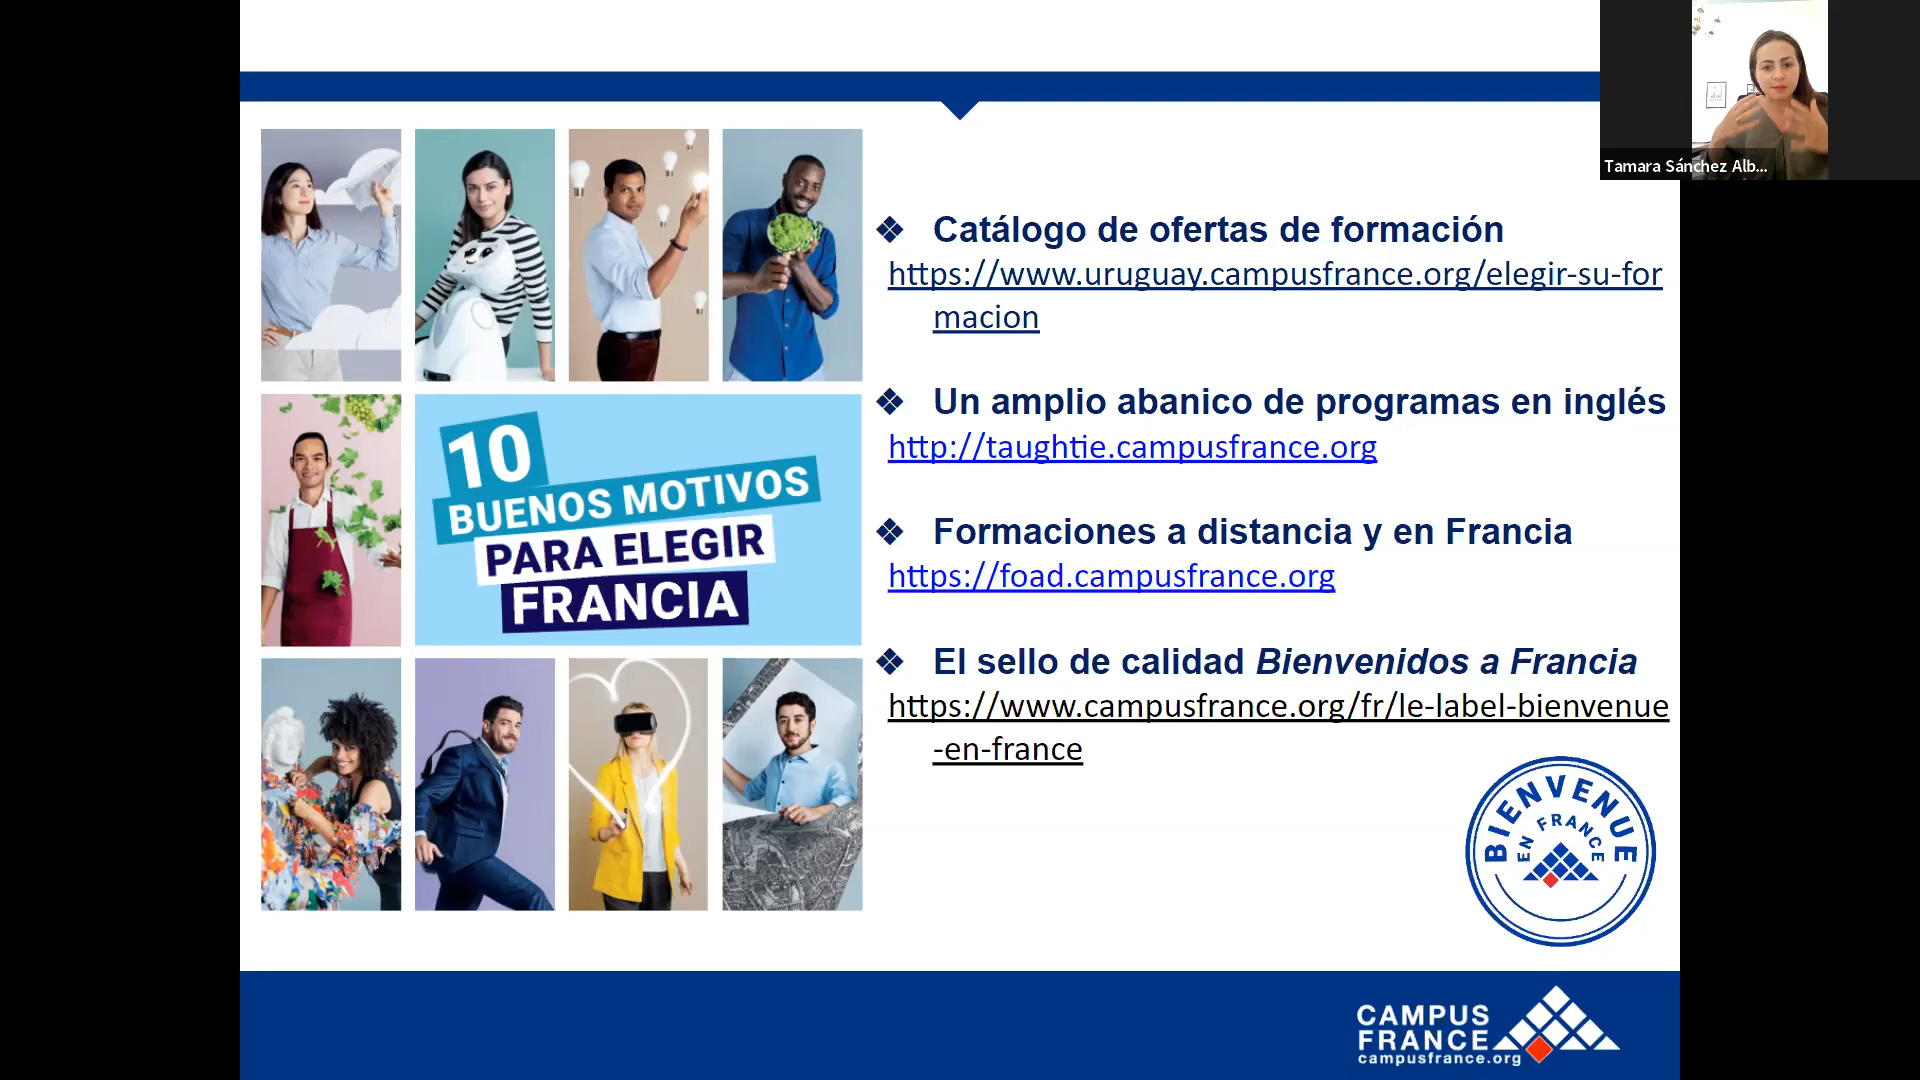 Tamara Sánchez Alb...
❖ Catálogo de ofertas de formación
https://www.uruguay.campusfrance.org/elegir-su-for
macion
❖ Un amplio abanico de programas en inglés
http://taughtie.campusfrance.org
❖ Formaciones a distancia y en Francia
https://foad.campusfrance.org
❖ El sello de calidad Bienvenidos a Francia
https://www.campusfrance.org/fr/le-label-bienvenue
-en-france
10
BUENOS MOTIVOS
PARA ELEGIR
FRANCIA
BIENVENUE
EN FRANCE
CAMPUS
FRANCE
campusfrance.org